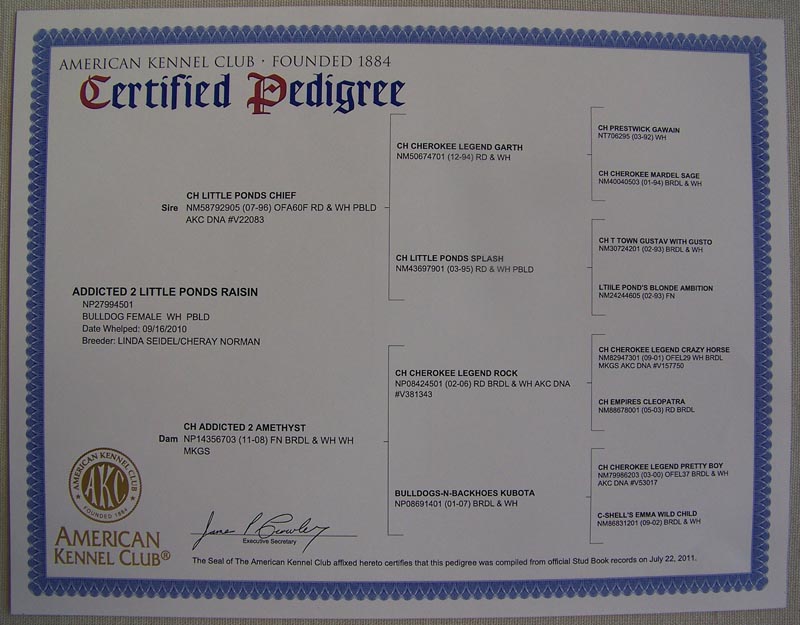 AMERICAN KENNEL CLUB · FOUNDED 1884
Certified Pedigree
CH LITTLE PONDS CHIEF
Sire NM58792905 (07-96) OFA60F RD & WH PBLD
AKC DNA #V22083
ADDICTED 2 LITTLE PONDS RAISIN
NP27994501
BULLDOG FEMALE WH PBLD
Date Whelped: 09/16/2010
Breeder: LINDA SEIDEL/CHERAY NORMAN
CH ADDICTED 2 AMETHYST
Dam NP14356703 (11-08) FN BRDL & WH WH
MKGS
CH CHEROKEE LEGEND GARTH
NM50674701 (12-94) RD & WH
CH LITTLE PONDS SPLASH
NM43697901 (03-95) RD & WH PBLD
CH CHEROKEE LEGEND ROCK
NP08424501 (02-06) RD BRDL & WH AKC DNA
#V381343
BULLDOGS-N-BACKHOES KUBOTA
NP08691401 (01-07) BRDL & WH
CH PRESTWICK GAWAIN
NT706295 (03-92) WH
CH CHEROKEE MARDEL SAGE
NM40040503 (01-94) BRDL & WH
CH T TOWN GUSTAV WITH GUSTO
NM30724201 (02-93) BRDL & WH
LTIILE POND'S BLONDE AMBITION
NM24244605 (02-93) FN
CH CHEROKEE LEGEND CRAZY HORSE
NM82947301 (09-01) OFEL29 WH BRDL
MKGS AKC DNA #V157750
CH EMPIRES CLEOPATRA
NM88678001 (05-03) RD BRDL
CH CHEROKEE LEGEND PRETTY BOY
NM79986203 (03-00) OFEL37 BRDL & WH
AKC DNA #V53017
C-SHELL'S EMMA WILD CHILD
NM86831201 (09-02) BRDL & WH
AMERICAN KENNEL CLUB
AKC
FOUNDED 1884
AMERICAN
KENNEL CLUB®
James P. Crowley
Executive Secretary
The Seal of The American Kennel Club affixed hereto certifies that this pedigree was compiled from official Stud Book records on July 22, 2011.